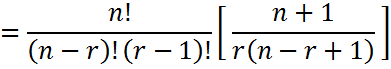 = n! / (n − r)! (r − 1)! [ n + 1 / r(n − r + 1) ]